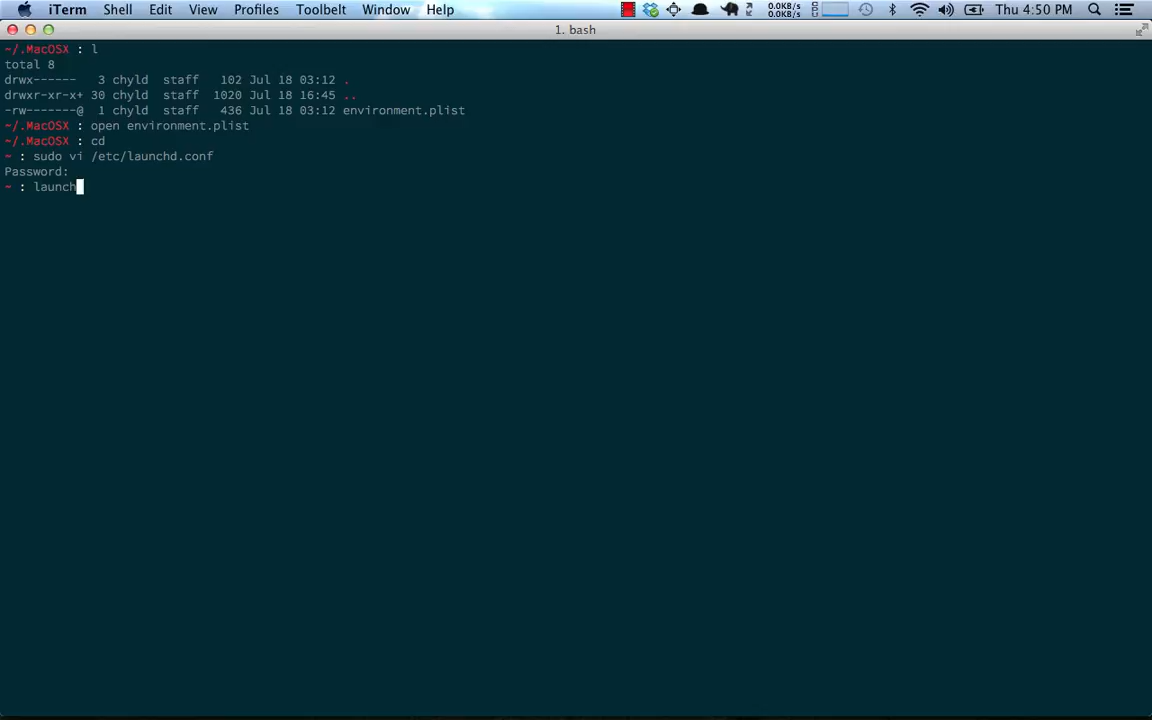 iTerm Shell Edit View Profiles Toolbelt Window Help 0.0KB/s 0.0KB/s CPU Thu 4:50 PM
1. bash
~/.MacOSX : l
total 8
drwx------   3 chyld  staff   102 Jul 18 03:12 .
drwxr-xr-x+ 30 chyld  staff  1020 Jul 18 16:45 ..
-rw-------@  1 chyld  staff   436 Jul 18 03:12 environment.plist
~/.MacOSX : open environment.plist
~/.MacOSX : cd
~ : sudo vi /etc/launchd.conf
Password:
~ : launch